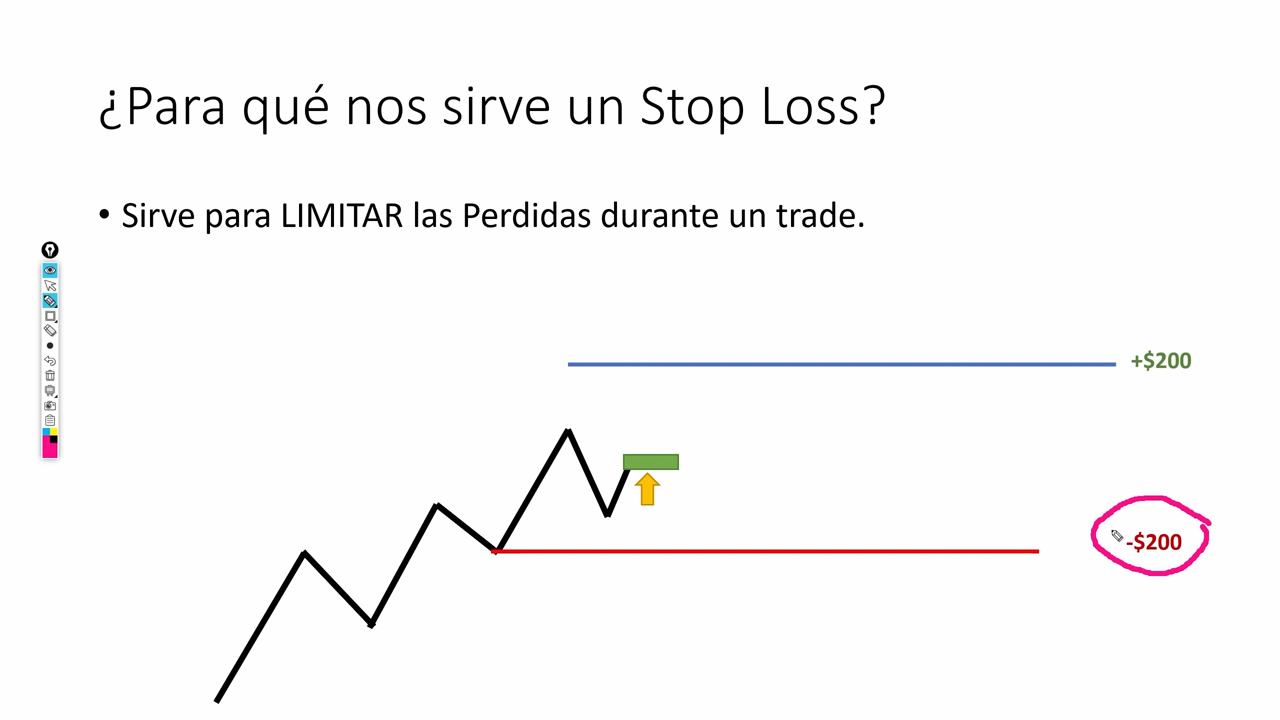 ¿Para qué nos sirve un Stop Loss?
• Sirve para LIMITAR las Perdidas durante un trade.
+$200
-$200